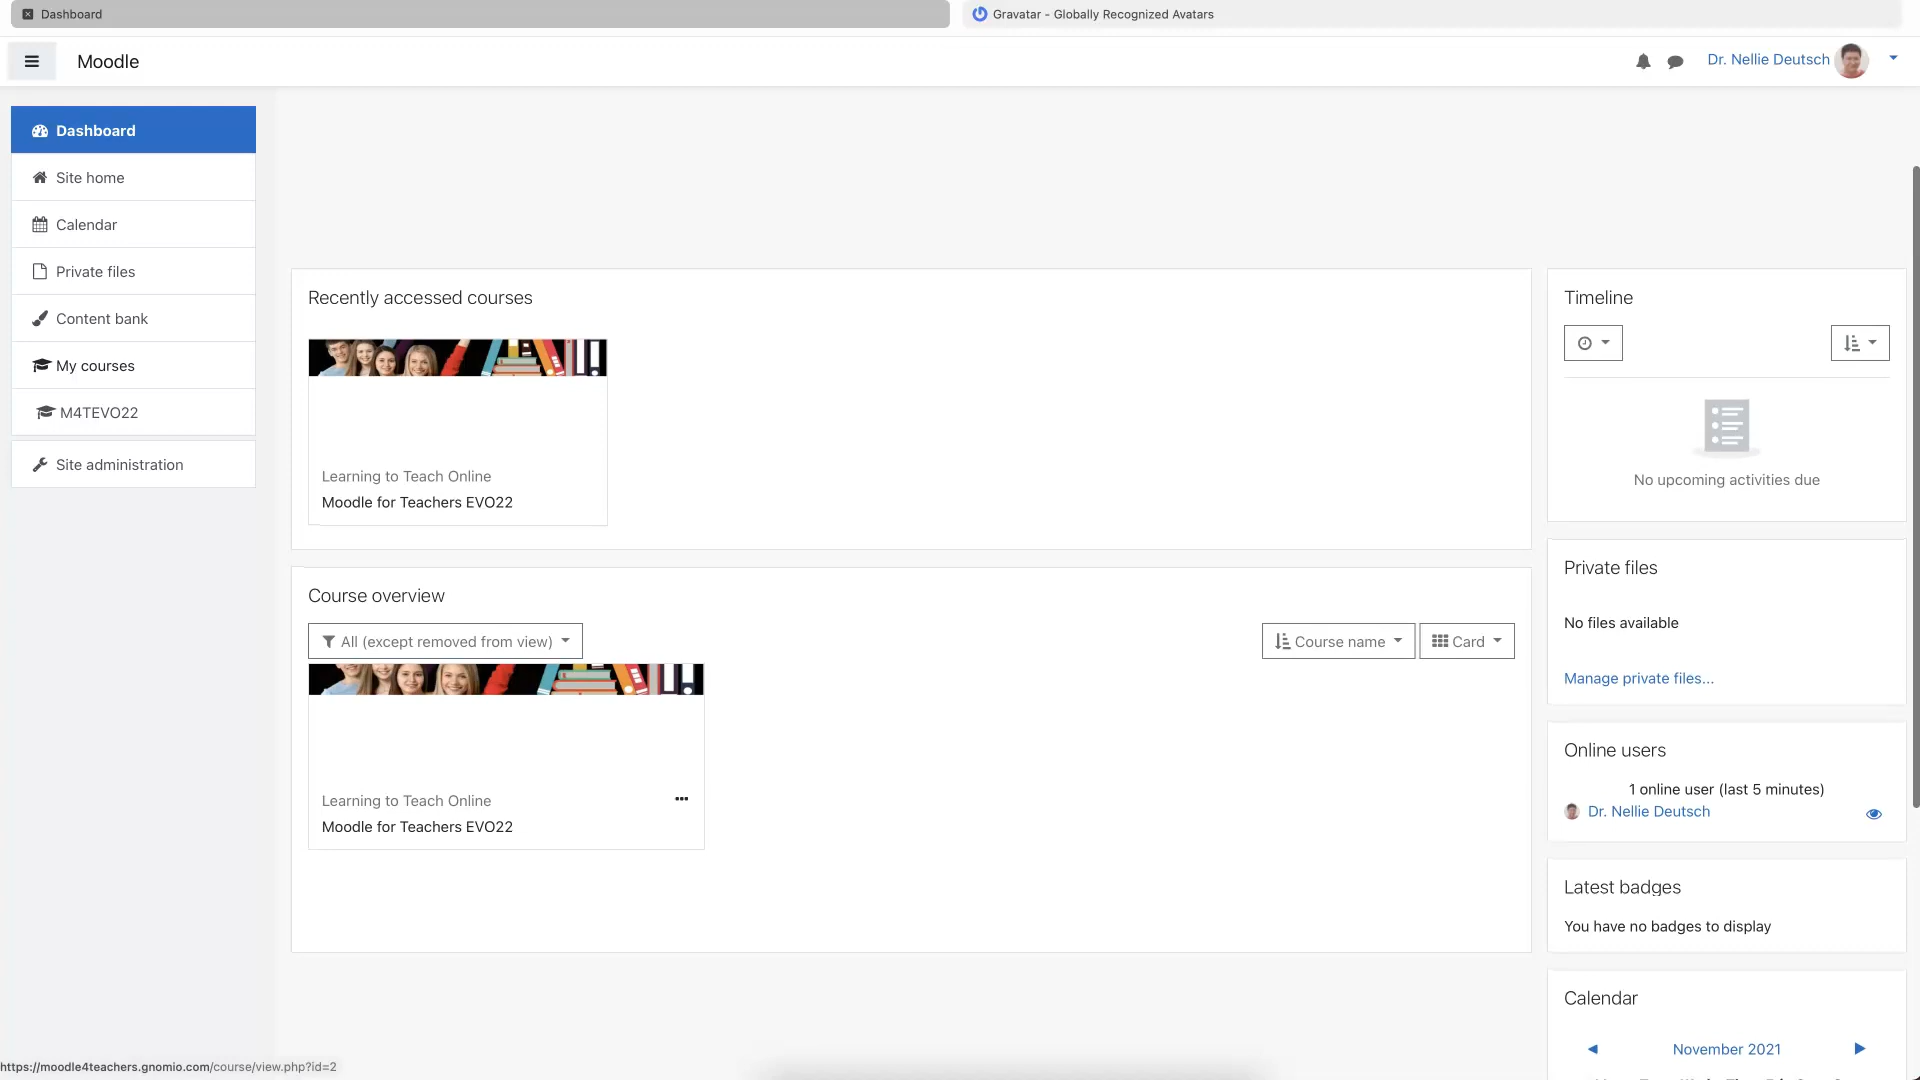 Dashboard
Gravatar - Globally Recognized Avatars
Moodle
Dr. Nellie Deutsch
Dashboard
Site home
Calendar
Private files
Content bank
My courses
M4TEVO22
Site administration
Recently accessed courses
Learning to Teach Online
Moodle for Teachers EVO22
Course overview
All (except removed from view)
Course name
Card
Learning to Teach Online
Moodle for Teachers EVO22
Timeline
No upcoming activities due
Private files
No files available
Manage private files...
Online users
1 online user (last 5 minutes)
Dr. Nellie Deutsch
Latest badges
You have no badges to display
Calendar
November 2021
https://moodle4teachers.gnomio.com/course/view.php?id=2